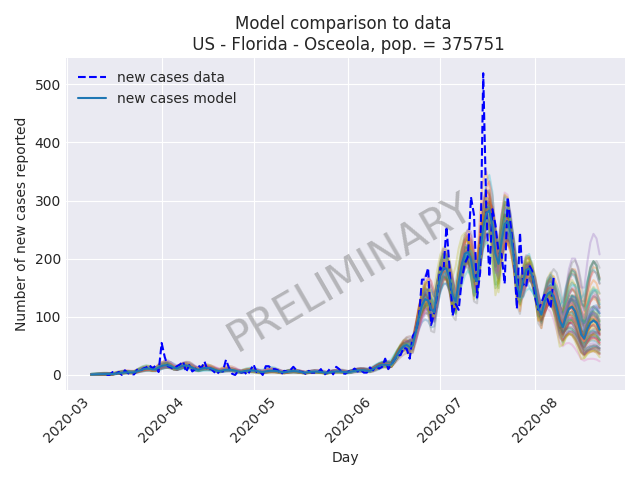 Model comparison to data
US - Florida - Osceola, pop. = 375751
new cases data
new cases model
PRELIMINARY
Number of new cases reported
500
400
300
200
100
0
2020-03
2020-04
2020-05
2020-06
2020-07
2020-08
Day